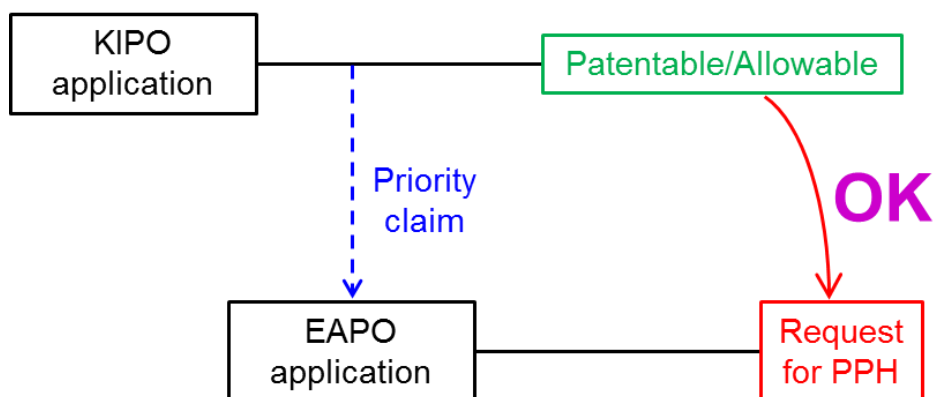 KIPO
application
Patentable/Allowable
Priority
claim
OK
EAPO
application
Request
for PPH